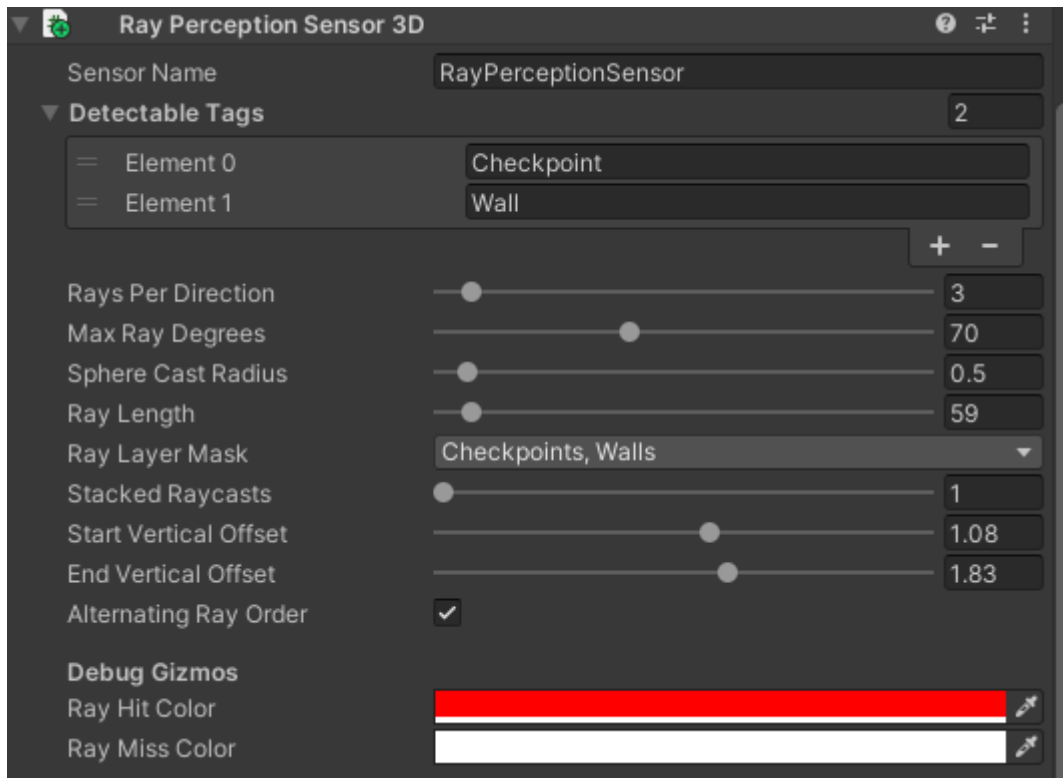 Ray Perception Sensor 3D
Sensor Name RayPerceptionSensor
Detectable Tags 2
Element 0 Checkpoint
Element 1 Wall
+ -
Rays Per Direction 3
Max Ray Degrees 70
Sphere Cast Radius 0.5
Ray Length 59
Ray Layer Mask Checkpoints, Walls
Stacked Raycasts 1
Start Vertical Offset 1.08
End Vertical Offset 1.83
Alternating Ray Order
Debug Gizmos
Ray Hit Color
Ray Miss Color